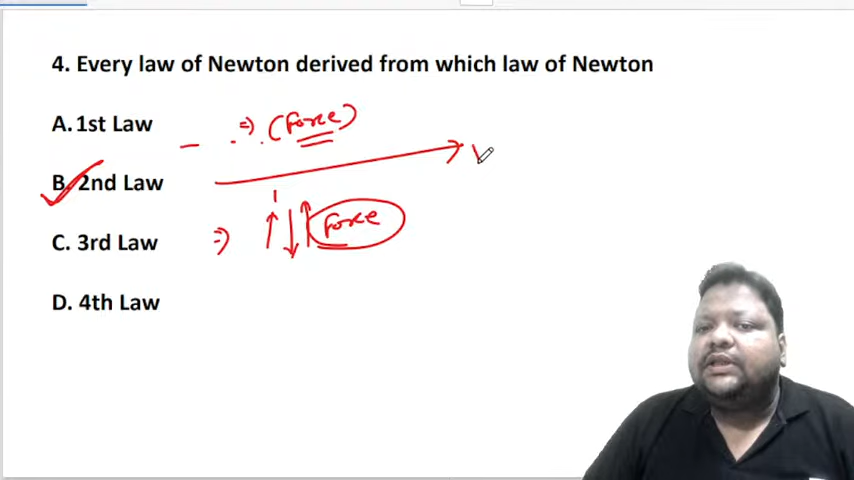 4. Every law of Newton derived from which law of Newton
A. 1st Law
⇒ (Force)
B. 2nd Law
C. 3rd Law
⇒ Force
D. 4th Law